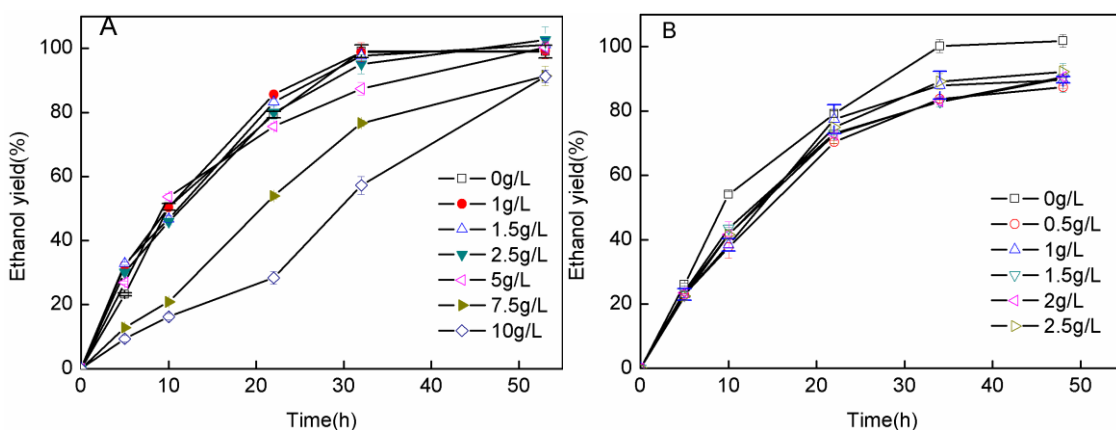 A
Ethanol yield(%)
100
80
60
40
20
0
0g/L
1g/L
1.5g/L
2.5g/L
5g/L
7.5g/L
10g/L
0 10 20 30 40 50
Time(h)
B
Ethanol yield(%)
100
80
60
40
20
0
0g/L
0.5g/L
1g/L
1.5g/L
2g/L
2.5g/L
0 10 20 30 40 50
Time(h)